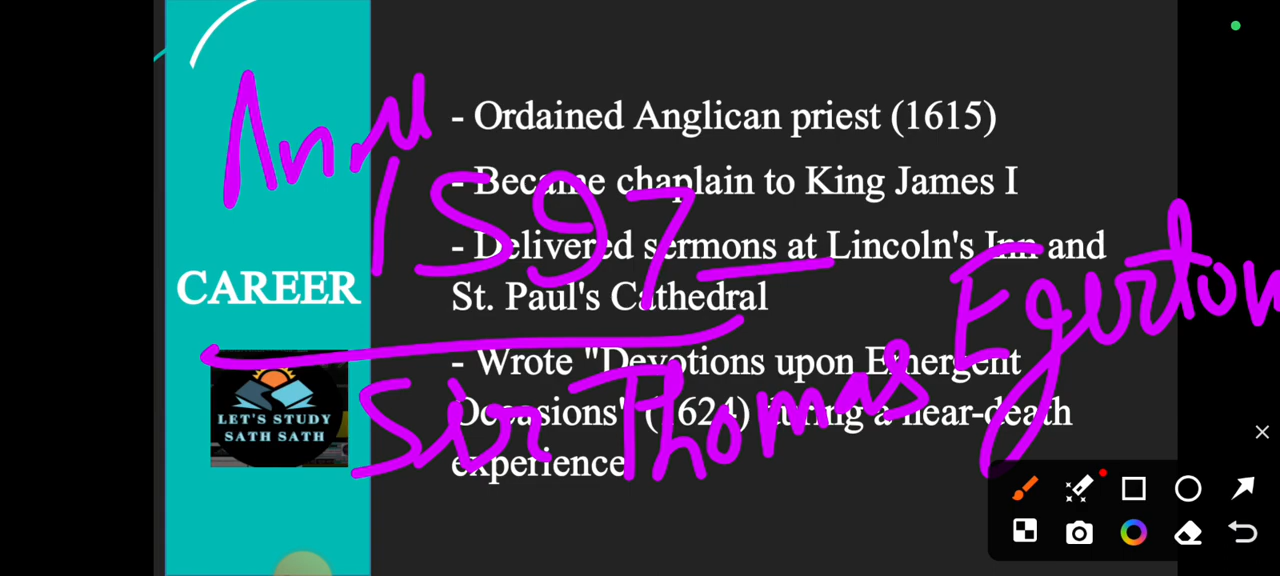 - Ordained Anglican priest (1615)
- Became chaplain to King James I
- Delivered sermons at Lincoln's Inn and
St. Paul's Cathedral
- Wrote "Devotions upon Emergent
Occasions" (1624) during a near-death
experience
CAREER
LET'S STUDY
SATH SATH
1597 —
Sir Thomas Egerton